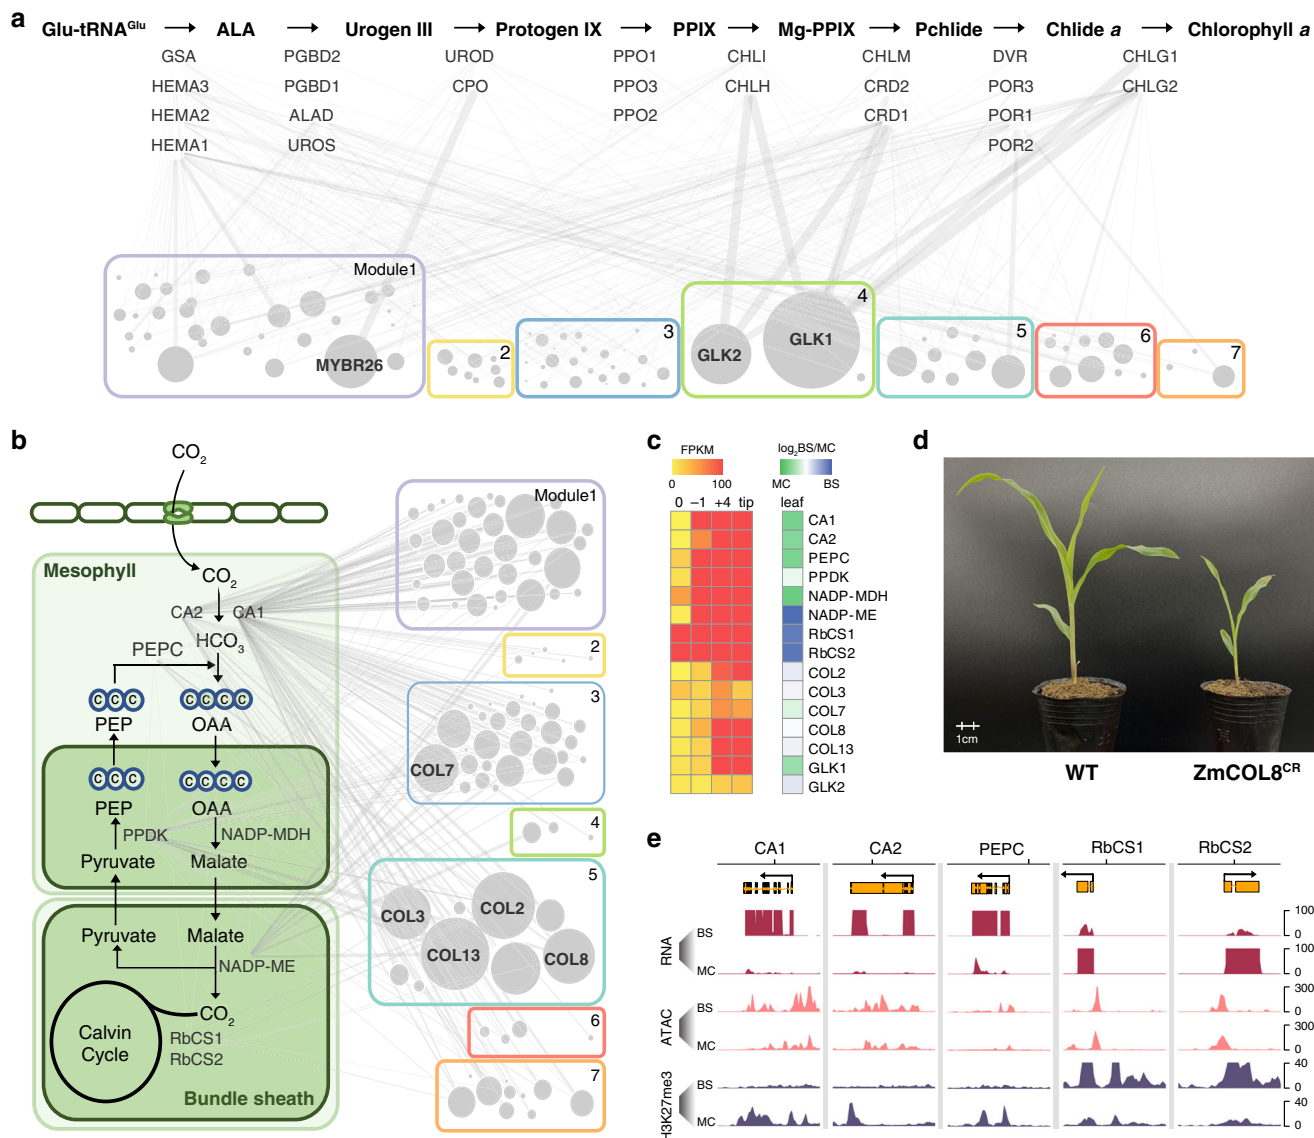 a
Glu-tRNAGlu → ALA → Urogen III → Protogen IX → PPIX → Mg-PPIX → Pchlide → Chlide a → Chlorophyll a
GSA PGBD2 UROD PPO1 CHLI CHLM DVR CHLG1
HEMA3 PGBD1 CPO PPO3 CHLH CRD2 POR3 CHLG2
HEMA2 ALAD PPO2 CRD1 POR1
HEMA1 UROS POR2
Module1
MYBR26
2
3
4
GLK2
GLK1
5
6
7
b
CO2
Mesophyll
CO2
CA2 CA1
HCO3
PEPC
CCC CCCC
PEP OAA
CCC CCCC
PEP OAA
PPDK NADP-MDH
Pyruvate Malate
Pyruvate Malate
NADP-ME
CO2
Calvin
Cycle
RbCS1
RbCS2
Bundle sheath
Module1
2
3
COL7
4
5
COL3
COL2
COL13
COL8
6
7
c
FPKM
0 100
log2BS/MC
MC BS
0 −1 +4 tip leaf
CA1
CA2
PEPC
PPDK
NADP-MDH
NADP-ME
RbCS1
RbCS2
COL2
COL3
COL7
COL8
COL13
GLK1
GLK2
d
1cm
WT ZmCOL8CR
e
CA1 CA2 PEPC RbCS1 RbCS2
RNA
BS 100
0
MC 100
0
ATAC
BS 300
0
MC 300
0
H3K27me3
BS 40
0
MC 40
0